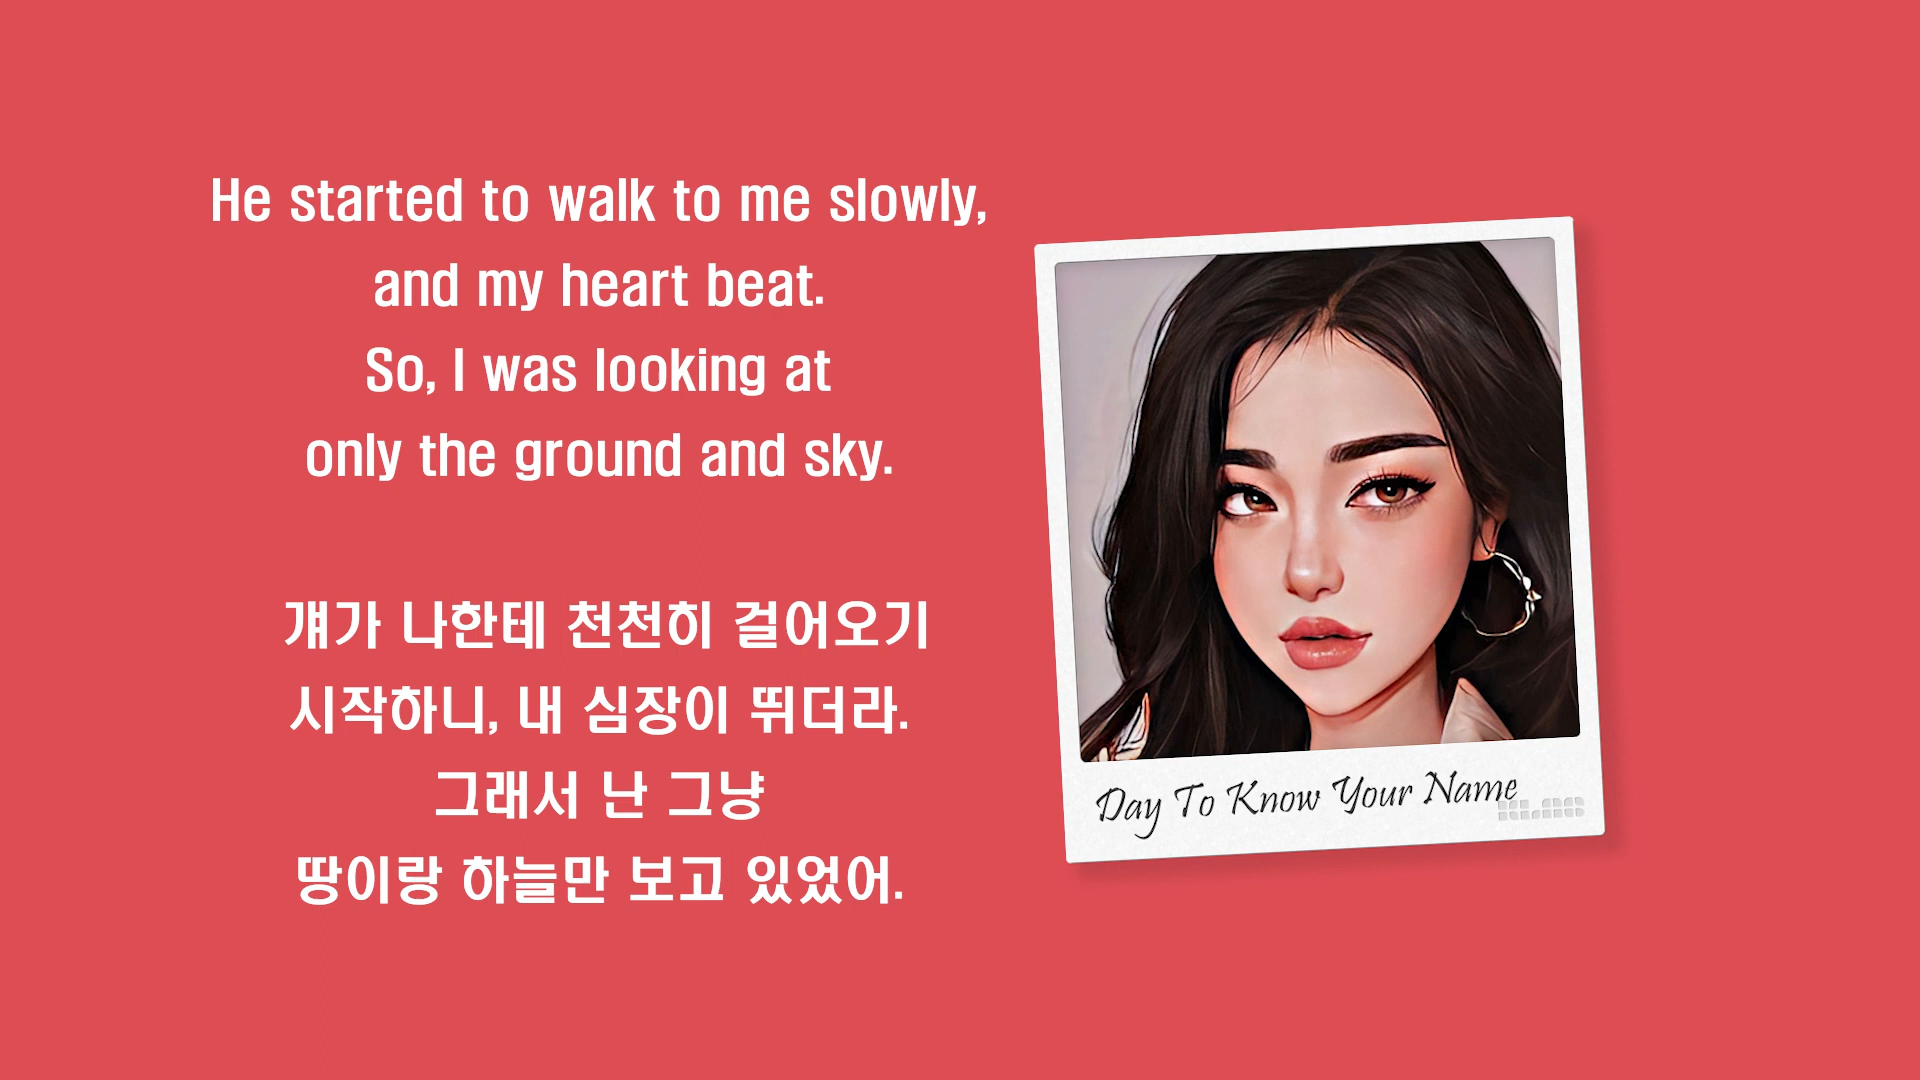 He started to walk to me slowly,
and my heart beat.
So, I was looking at
only the ground and sky.
걔가 나한테 천천히 걸어오기
시작하니, 내 심장이 뛰더라.
그래서 난 그냥
땅이랑 하늘만 보고 있었어.
Day To Know Your Name